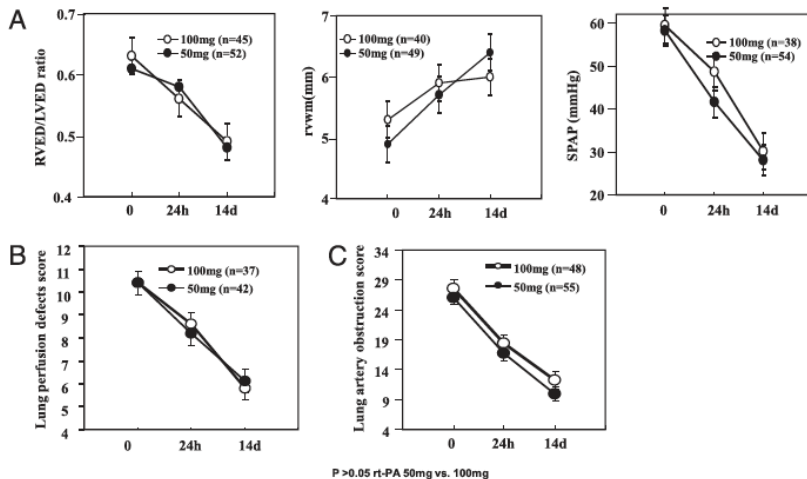 A
RVED/LVED ratio
0.7
0.6
0.5
0.4
0
24h
14d
100mg (n=45)
50mg (n=52)
rvwm(mm)
7
6
5
4
0
24h
14d
100mg (n=40)
50mg (n=49)
SPAP (mmHg)
60
50
40
30
20
0
24h
14d
100mg (n=38)
50mg (n=54)
B
Lung perfusion defects score
12
11
10
9
8
7
6
5
4
0
24h
14d
100mg (n=37)
50mg (n=42)
C
Lung artery obstruction score
34
29
24
19
14
9
4
0
24h
14d
100mg (n=48)
50mg (n=55)
P >0.05 rt-PA 50mg vs. 100mg